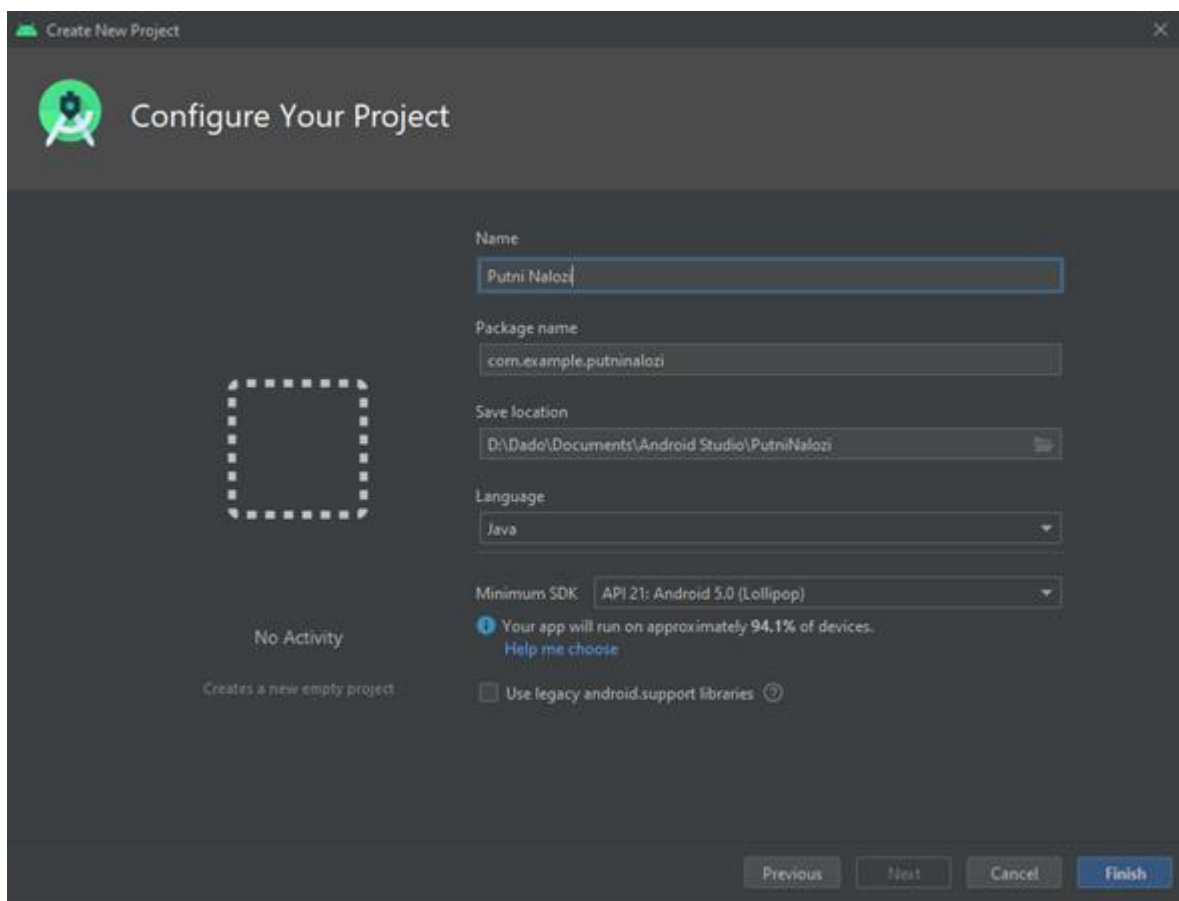 Create New Project
Configure Your Project
Name
Putni Nalozi
Package name
com.example.putninalozi
Save location
D:\Dado\Documents\Android Studio\PutniNalozi
Language
Java
Minimum SDK API 21: Android 5.0 (Lollipop)
Your app will run on approximately 94.1% of devices.
Help me choose
No Activity
Creates a new empty project
Use legacy android.support libraries
Previous Next Cancel Finish